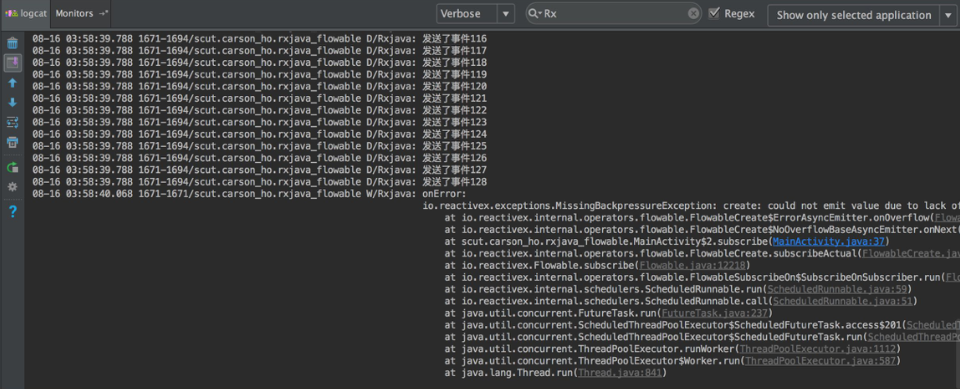 logcat Monitors Verbose Rx Regex Show only selected application
08-16 03:58:39.788 1671-1694/scut.carson_ho.rxjava_flowable D/Rxjava: 发送了事件116
08-16 03:58:39.788 1671-1694/scut.carson_ho.rxjava_flowable D/Rxjava: 发送了事件117
08-16 03:58:39.788 1671-1694/scut.carson_ho.rxjava_flowable D/Rxjava: 发送了事件118
08-16 03:58:39.788 1671-1694/scut.carson_ho.rxjava_flowable D/Rxjava: 发送了事件119
08-16 03:58:39.788 1671-1694/scut.carson_ho.rxjava_flowable D/Rxjava: 发送了事件120
08-16 03:58:39.788 1671-1694/scut.carson_ho.rxjava_flowable D/Rxjava: 发送了事件121
08-16 03:58:39.788 1671-1694/scut.carson_ho.rxjava_flowable D/Rxjava: 发送了事件122
08-16 03:58:39.788 1671-1694/scut.carson_ho.rxjava_flowable D/Rxjava: 发送了事件123
08-16 03:58:39.788 1671-1694/scut.carson_ho.rxjava_flowable D/Rxjava: 发送了事件124
08-16 03:58:39.788 1671-1694/scut.carson_ho.rxjava_flowable D/Rxjava: 发送了事件125
08-16 03:58:39.788 1671-1694/scut.carson_ho.rxjava_flowable D/Rxjava: 发送了事件126
08-16 03:58:39.788 1671-1694/scut.carson_ho.rxjava_flowable D/Rxjava: 发送了事件127
08-16 03:58:39.788 1671-1694/scut.carson_ho.rxjava_flowable D/Rxjava: 发送了事件128
08-16 03:58:40.068 1671-1671/scut.carson_ho.rxjava_flowable W/Rxjava: onError:
io.reactivex.exceptions.MissingBackpressureException: create: could not emit value due to lack of
at io.reactivex.internal.operators.flowable.FlowableCreate$ErrorAsyncEmitter.onOverflow(Flowa
at io.reactivex.internal.operators.flowable.FlowableCreate$NoOverflowBaseAsyncEmitter.onNext(
at scut.carson_ho.rxjava_flowable.MainActivity$2.subscribe(MainActivity.java:37)
at io.reactivex.internal.operators.flowable.FlowableCreate.subscribeActual(FlowableCreate.jav
at io.reactivex.Flowable.subscribe(Flowable.java:12218)
at io.reactivex.internal.operators.flowable.FlowableSubscribeOn$SubscribeOnSubscriber.run(Flo
at io.reactivex.internal.schedulers.ScheduledRunnable.run(ScheduledRunnable.java:59)
at io.reactivex.internal.schedulers.ScheduledRunnable.call(ScheduledRunnable.java:51)
at java.util.concurrent.FutureTask.run(FutureTask.java:237)
at java.util.concurrent.ScheduledThreadPoolExecutor$ScheduledFutureTask.access$201(ScheduledT
at java.util.concurrent.ScheduledThreadPoolExecutor$ScheduledFutureTask.run(ScheduledThreadPo
at java.util.concurrent.ThreadPoolExecutor.runWorker(ThreadPoolExecutor.java:1112)
at java.util.concurrent.ThreadPoolExecutor$Worker.run(ThreadPoolExecutor.java:587)
at java.lang.Thread.run(Thread.java:841)